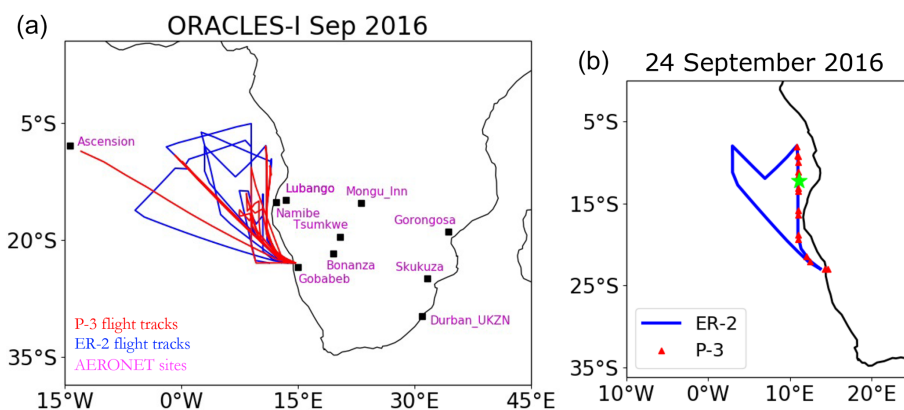 (a) ORACLES-I Sep 2016
5°S
15°S
20°S
35°S
15°W 0°W 15°E 30°E 45°E
Ascension
Lubango
Namibe
Mongu_Inn
Tsumkwe
Gorongosa
Bonanza
Gobabeb
Skukuza
Durban_UKZN
P-3 flight tracks
ER-2 flight tracks
AERONET sites
(b) 24 September 2016
5°S
15°S
25°S
35°S
10°W 0°W 10°E 20°E
ER-2
P-3